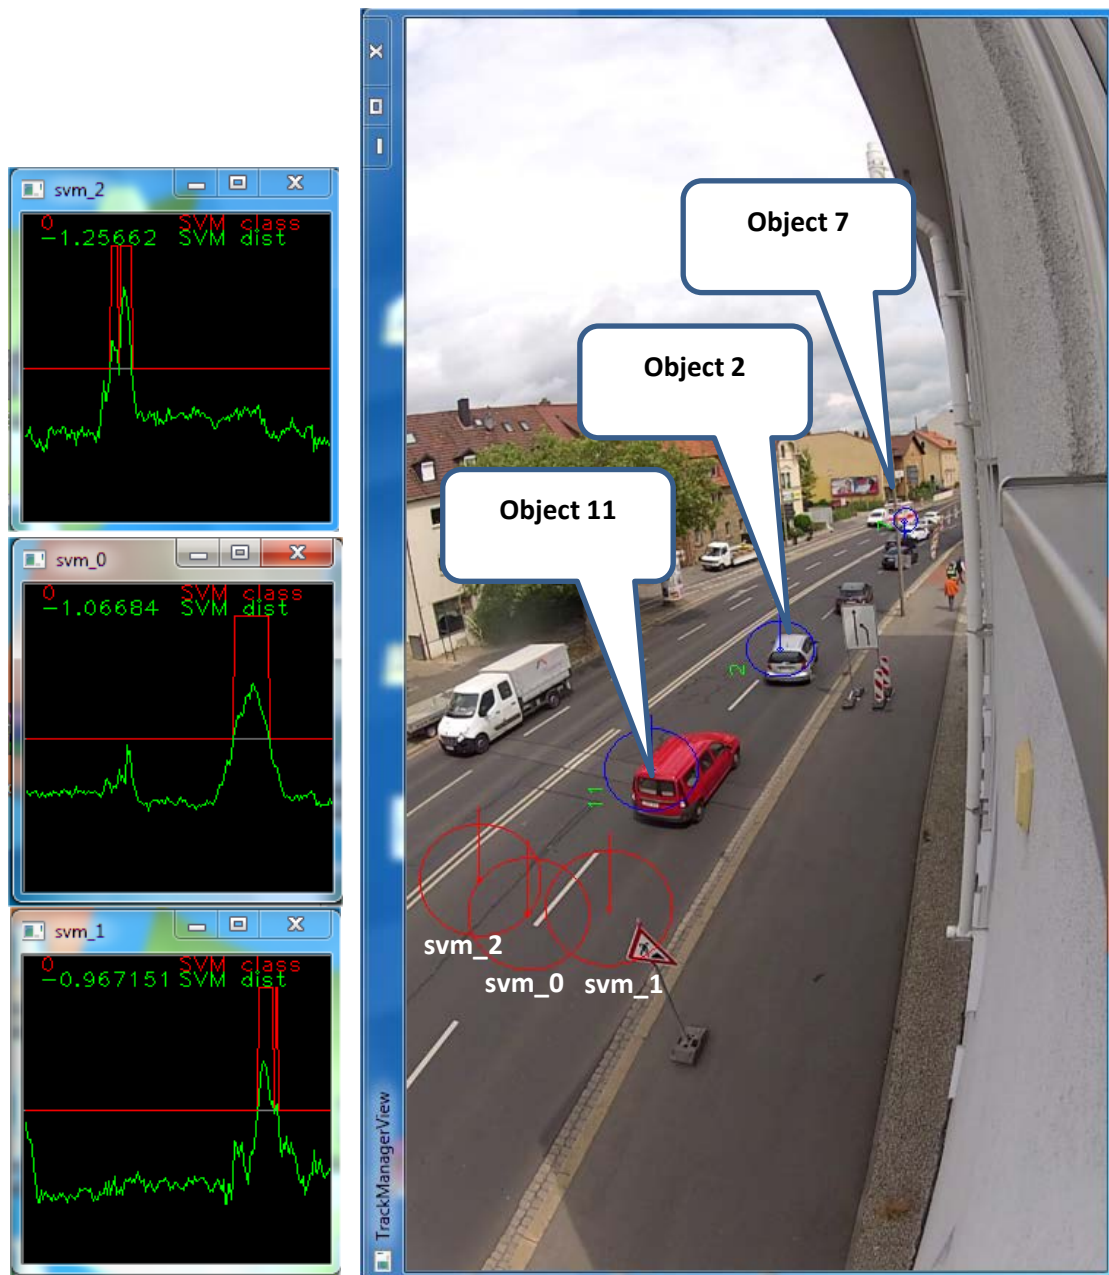 svm_2
0 SVM class
-1.25662 SVM dist
svm_0
0 SVM class
-1.06684 SVM dist
svm_1
0 SVM class
-0.967151 SVM dist
Object 7
Object 2
Object 11
2
11
svm_2
svm_0
svm_1
TrackManagerView